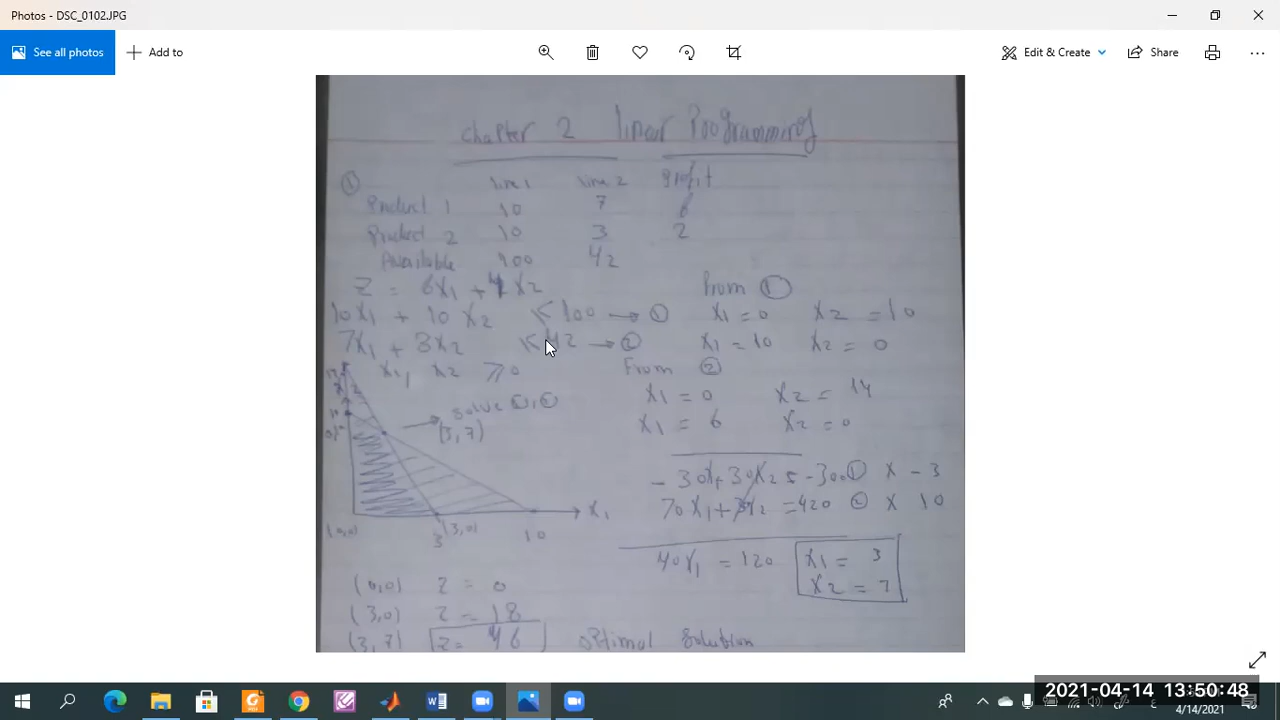 Photos - DSC_0102.JPG
See all photos
Add to
Edit & Create
Share
Chapter 2 linear Programming
① line 1 line 2 profit
Product 1 10 7 6
Product 2 10 3 2
Available 100 42
Z = 6X1 + 4X2
10X1 + 10X2 ≤ 100 → ①
7X1 + 3X2 ≤ 42 → ②
X1, X2 ≥ 0
From ①
X1 = 0 X2 = 10
X1 = 10 X2 = 0
From ②
X1 = 0 X2 = 14
X1 = 6 X2 = 0
Solve ①, ②
(3, 7)
X1
(0,0)
3
(3,0)
10
-30X1 30X2 = -300 ① X -3
70X1 + 3X2 = 420 ② X 10
40X1 = 120
X1 = 3
X2 = 7
(0,0) Z = 0
(3,0) Z = 18
(3,7) Z = 46 optimal solution
2021-04-14 13:50:48
4/14/2021